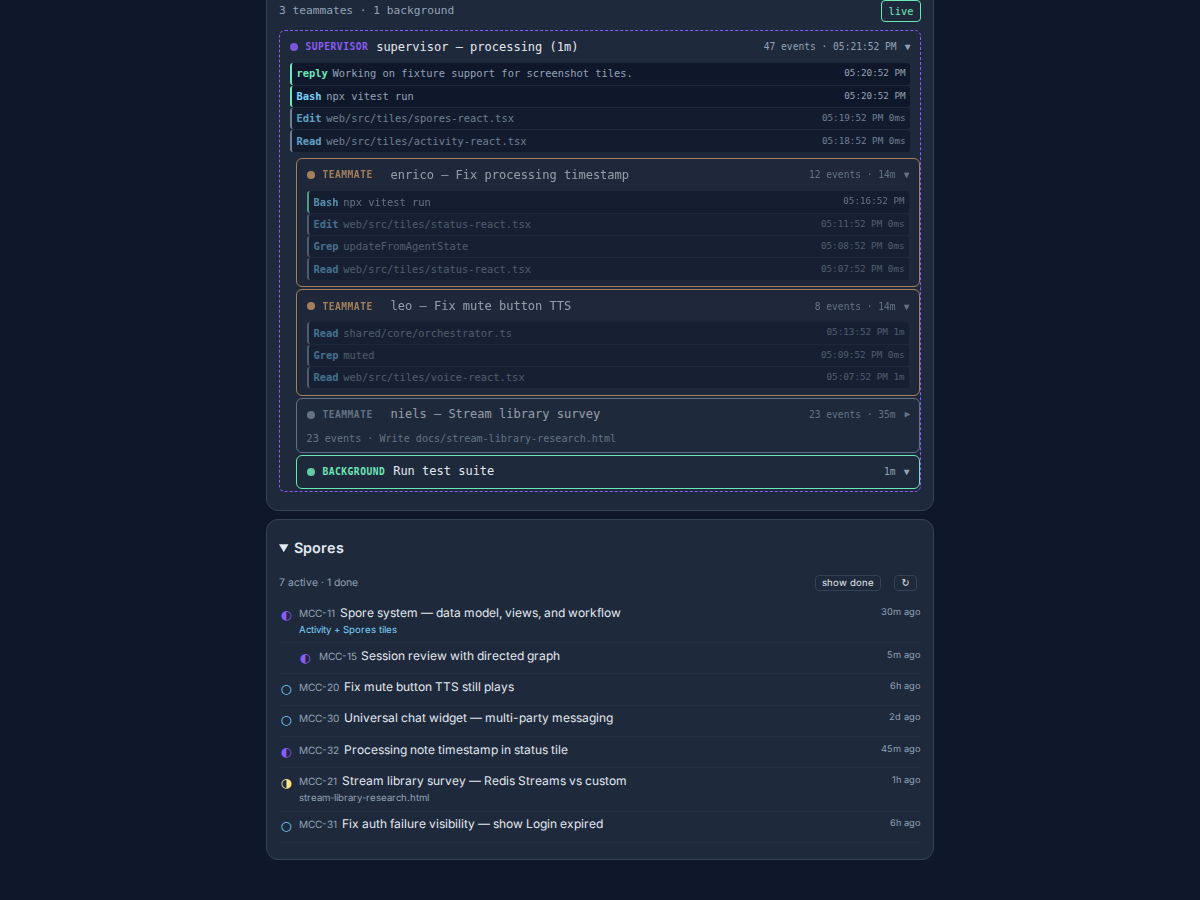 3 teammates · 1 background live
SUPERVISOR supervisor — processing (1m) 47 events · 05:21:52 PM ▼
reply Working on fixture support for screenshot tiles. 05:20:52 PM
Bash npx vitest run 05:20:52 PM
Edit web/src/tiles/spores-react.tsx 05:19:52 PM 0ms
Read web/src/tiles/activity-react.tsx 05:18:52 PM 0ms
TEAMMATE enrico — Fix processing timestamp 12 events · 14m ▼
Bash npx vitest run 05:16:52 PM
Edit web/src/tiles/status-react.tsx 05:11:52 PM 0ms
Grep updateFromAgentState 05:08:52 PM 0ms
Read web/src/tiles/status-react.tsx 05:07:52 PM 0ms
TEAMMATE leo — Fix mute button TTS 8 events · 14m ▼
Read shared/core/orchestrator.ts 05:13:52 PM 1m
Grep muted 05:09:52 PM 0ms
Read web/src/tiles/voice-react.tsx 05:07:52 PM 1m
TEAMMATE niels — Stream library survey 23 events · 35m ▶
23 events · Write docs/stream-library-research.html
BACKGROUND Run test suite 1m ▼
▼ Spores
7 active · 1 done show done ↻
MCC-11 Spore system — data model, views, and workflow 30m ago
Activity + Spores tiles
MCC-15 Session review with directed graph 5m ago
MCC-20 Fix mute button TTS still plays 6h ago
MCC-30 Universal chat widget — multi-party messaging 2d ago
MCC-32 Processing note timestamp in status tile 45m ago
MCC-21 Stream library survey — Redis Streams vs custom 1h ago
stream-library-research.html
MCC-31 Fix auth failure visibility — show Login expired 6h ago